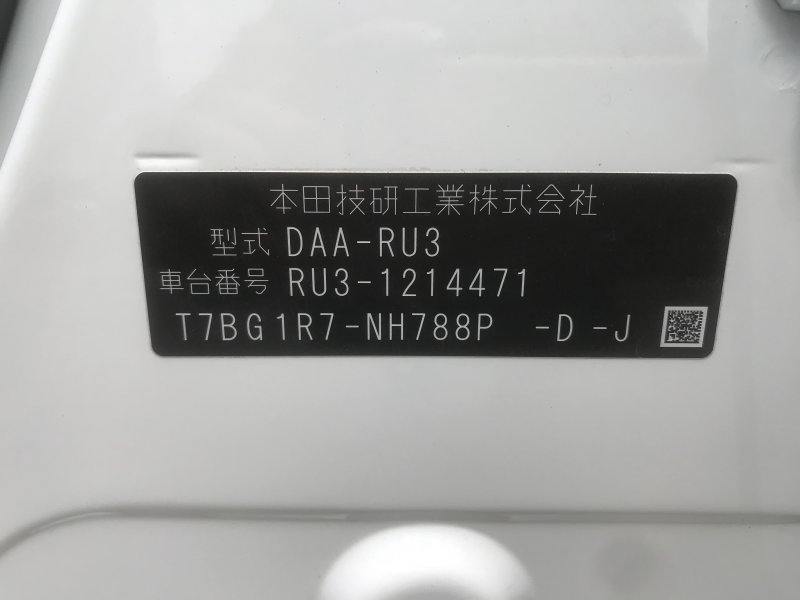 本田技研工業株式会社
型式 DAA-RU3
車台番号 RU3-1214471
T7BG1R7-NH788P -D -J